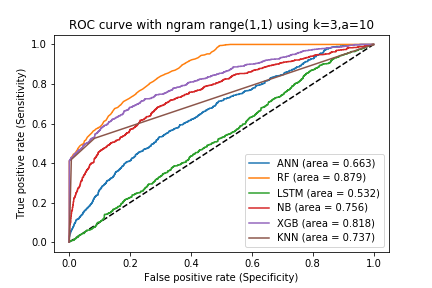 ROC curve with ngram range(1,1) using k=3,a=10
True positive rate (Sensitivity)
1.0
0.8
0.6
0.4
0.2
0.0
ANN (area = 0.663)
RF (area = 0.879)
LSTM (area = 0.532)
NB (area = 0.756)
XGB (area = 0.818)
KNN (area = 0.737)
0.0 0.2 0.4 0.6 0.8 1.0
False positive rate (Specificity)